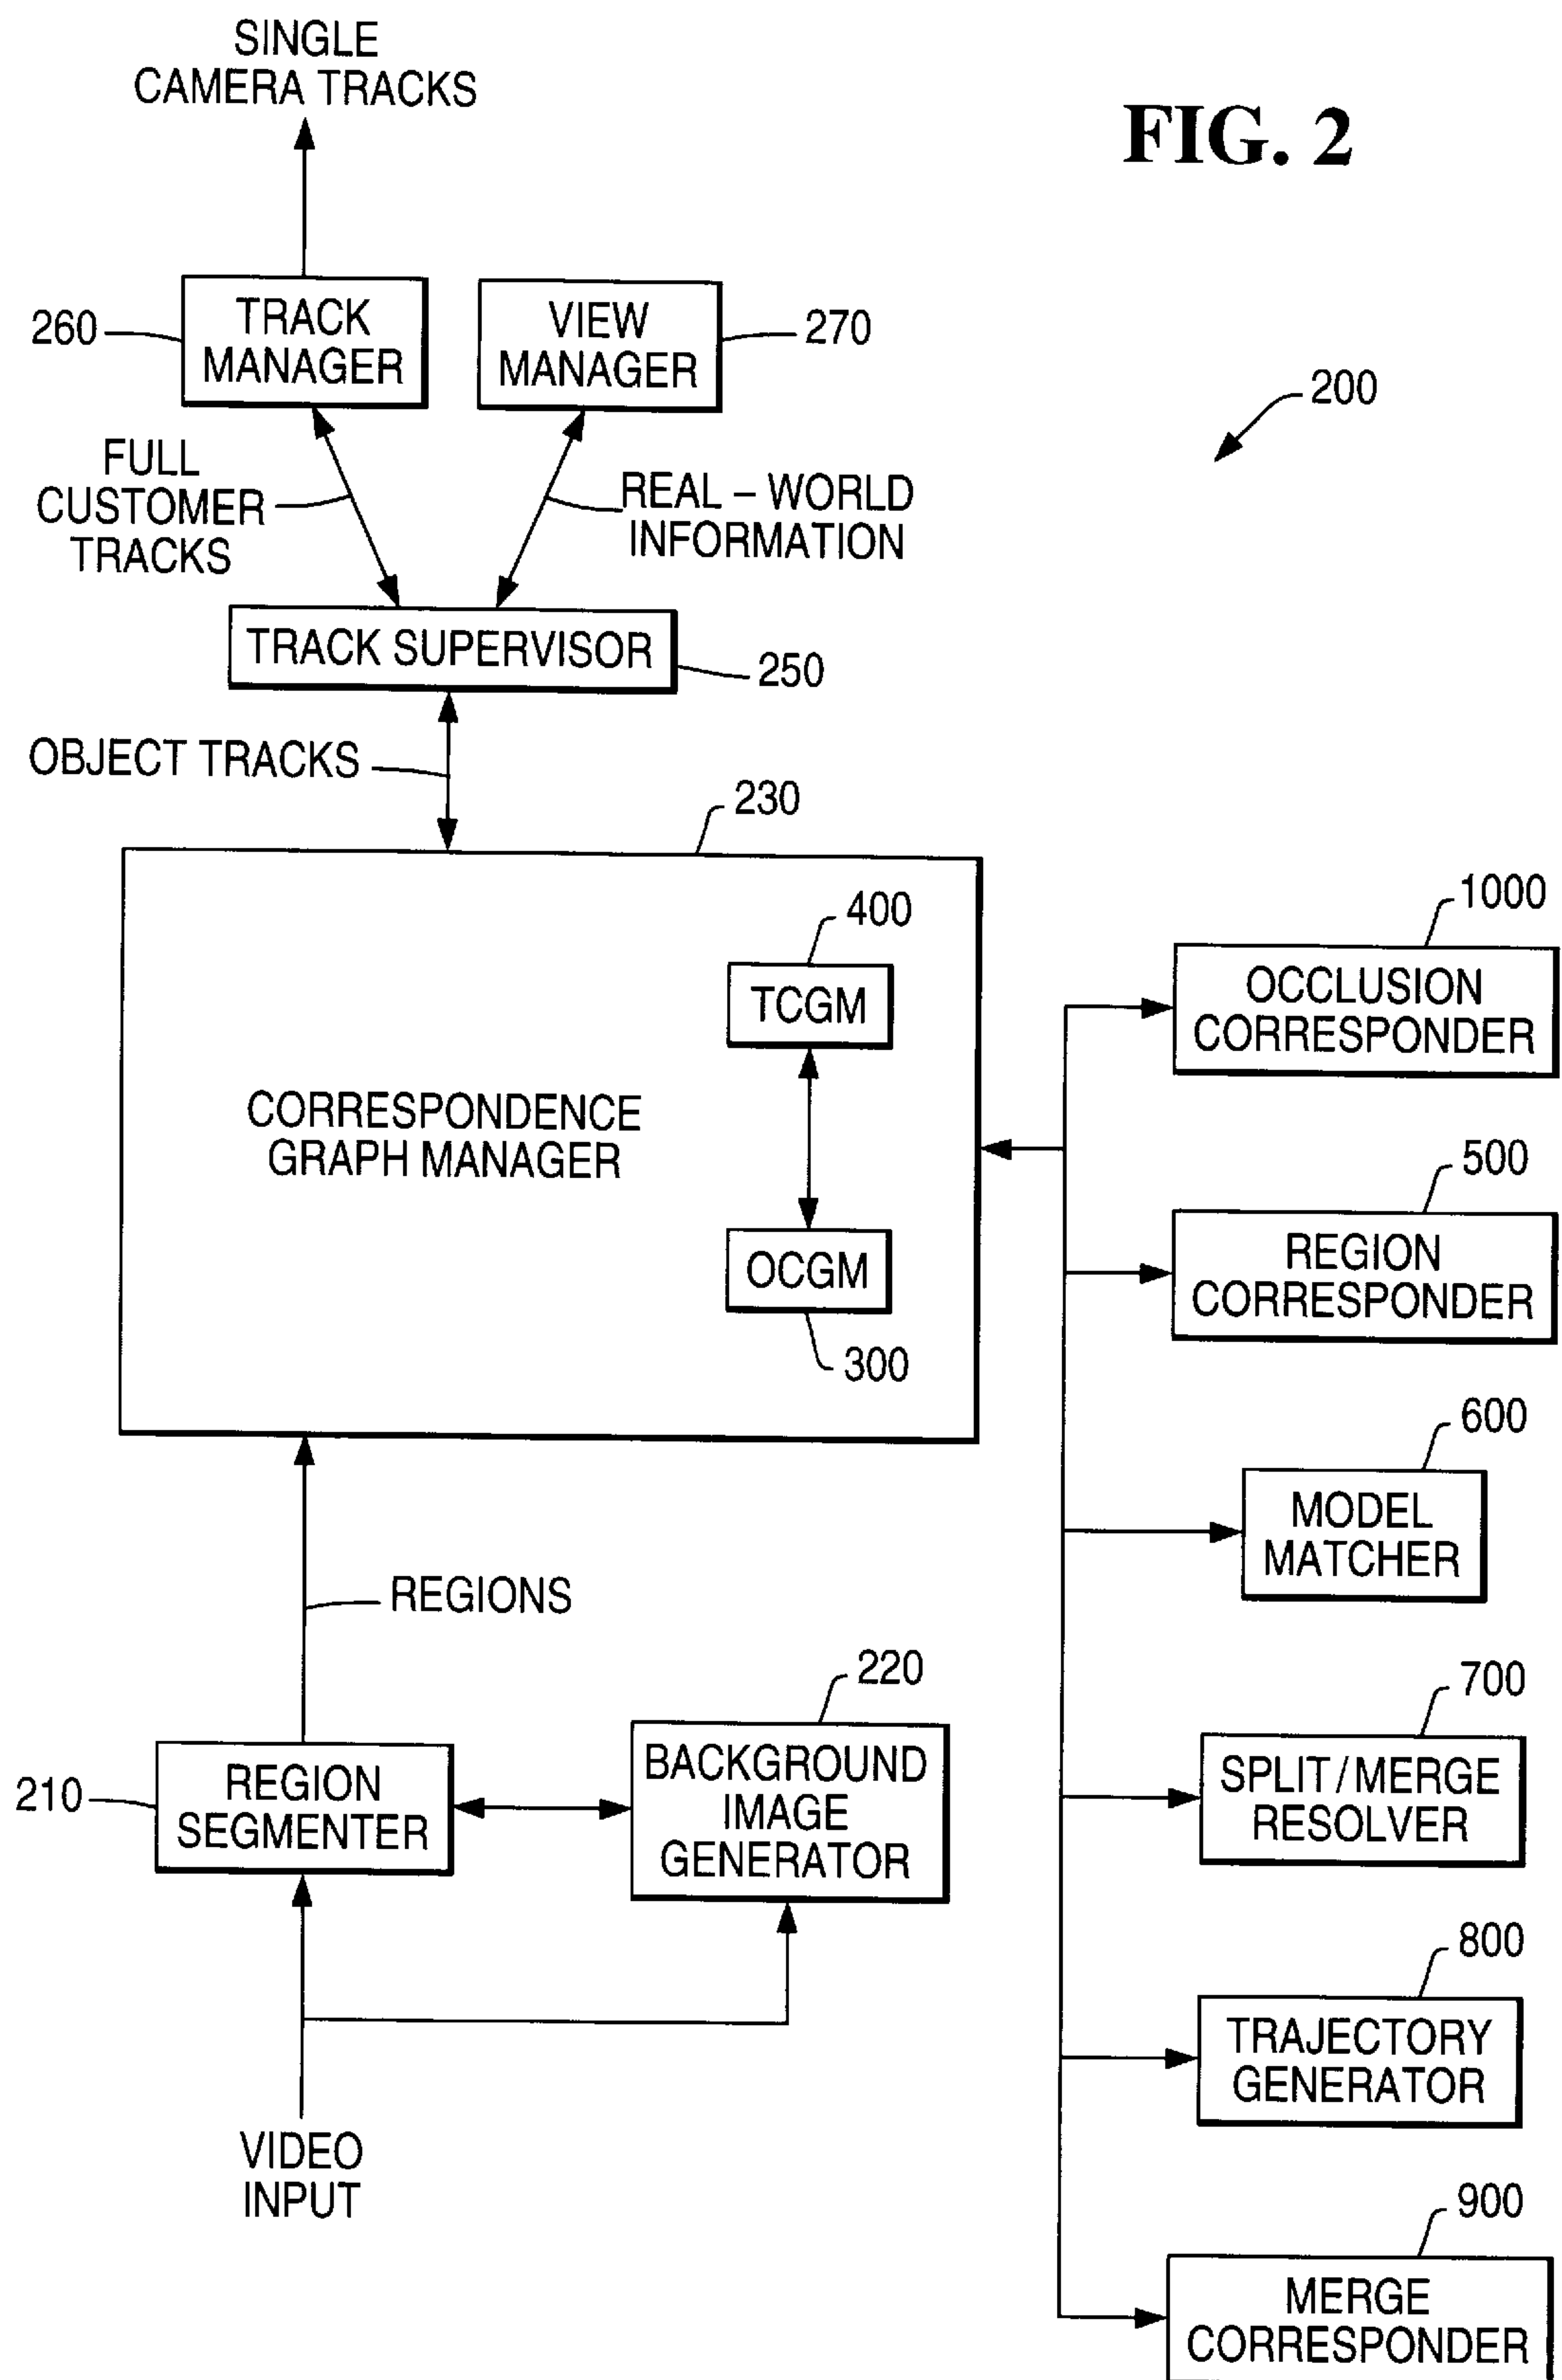 SINGLE
CAMERA TRACKS
FIG. 2
260
TRACK
MANAGER
VIEW
MANAGER
270
200
FULL
CUSTOMER
TRACKS
REAL – WORLD
INFORMATION
TRACK SUPERVISOR
250
OBJECT TRACKS
230
400
TCGM
CORRESPONDENCE
GRAPH MANAGER
OCGM
300
1000
OCCLUSION
CORRESPONDER
500
REGION
CORRESPONDER
600
MODEL
MATCHER
REGIONS
220
210
REGION
SEGMENTER
BACKGROUND
IMAGE
GENERATOR
700
SPLIT / MERGE
RESOLVER
800
TRAJECTORY
GENERATOR
VIDEO
INPUT
900
MERGE
CORRESPONDER